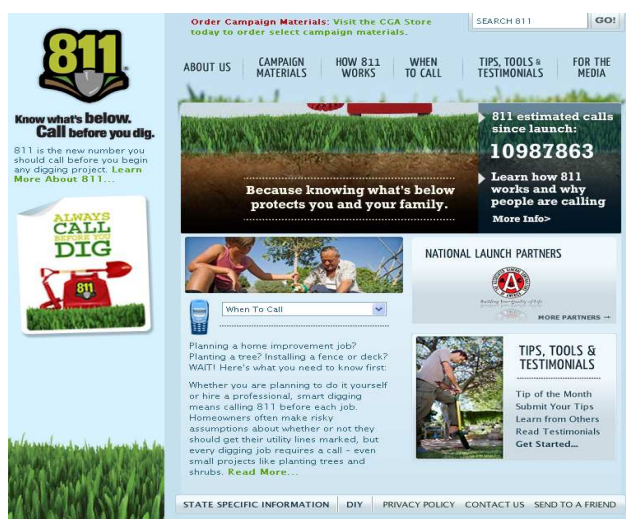 Order Campaign Materials: Visit the CGA Store
today to order select campaign materials.
SEARCH 811
GO!
811
Know what's below.
Call before you dig.
811 is the new number you
should call before you begin
any digging project. Learn
More About 811...
ALWAYS
CALL
BEFORE YOU
DIG
811
ABOUT US
CAMPAIGN
MATERIALS
HOW 811
WORKS
WHEN
TO CALL
TIPS, TOOLS &
TESTIMONIALS
FOR THE
MEDIA
Because knowing what's below
protects you and your family.
811 estimated calls
since launch:
10987863
Learn how 811
works and why
people are calling
More Info>
When To Call
Planning a home improvement job?
Planting a tree? Installing a fence or deck?
WAIT! Here's what you need to know first:
Whether you are planning to do it yourself
or hire a professional, smart digging
means calling 811 before each job.
Homeowners often make risky
assumptions about whether or not they
should get their utility lines marked, but
every digging job requires a call - even
small projects like planting trees and
shrubs. Read More...
NATIONAL LAUNCH PARTNERS
Building Your Quality of Life
MORE PARTNERS →
TIPS, TOOLS &
TESTIMONIALS
Tip of the Month
Submit Your Tips
Learn from Others
Read Testimonials
Get Started...
STATE SPECIFIC INFORMATION
DIY
PRIVACY POLICY
CONTACT US
SEND TO A FRIEND